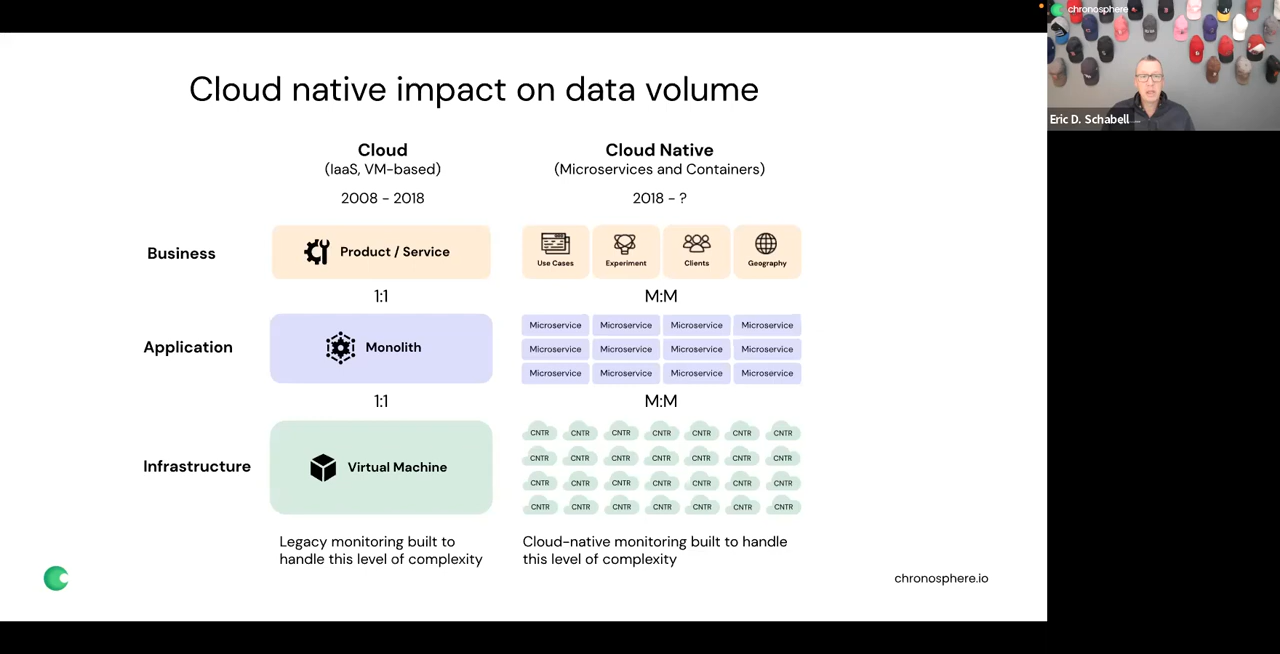 Cloud native impact on data volume
Cloud
(IaaS, VM-based)
2008 - 2018
Cloud Native
(Microservices and Containers)
2018 - ?
Business
Product / Service
Use Cases
Experiment
Clients
Geography
1:1
M:M
Application
Monolith
Microservice Microservice Microservice Microservice
Microservice Microservice Microservice Microservice
Microservice Microservice Microservice Microservice
1:1
M:M
Infrastructure
Virtual Machine
CNTR CNTR CNTR CNTR CNTR CNTR CNTR
CNTR CNTR CNTR CNTR CNTR CNTR CNTR
CNTR CNTR CNTR CNTR CNTR CNTR CNTR
CNTR CNTR CNTR CNTR CNTR CNTR CNTR
Legacy monitoring built to
handle this level of complexity
Cloud-native monitoring built to handle
this level of complexity
chronosphere.io
chronosphere
Eric D. Schabell